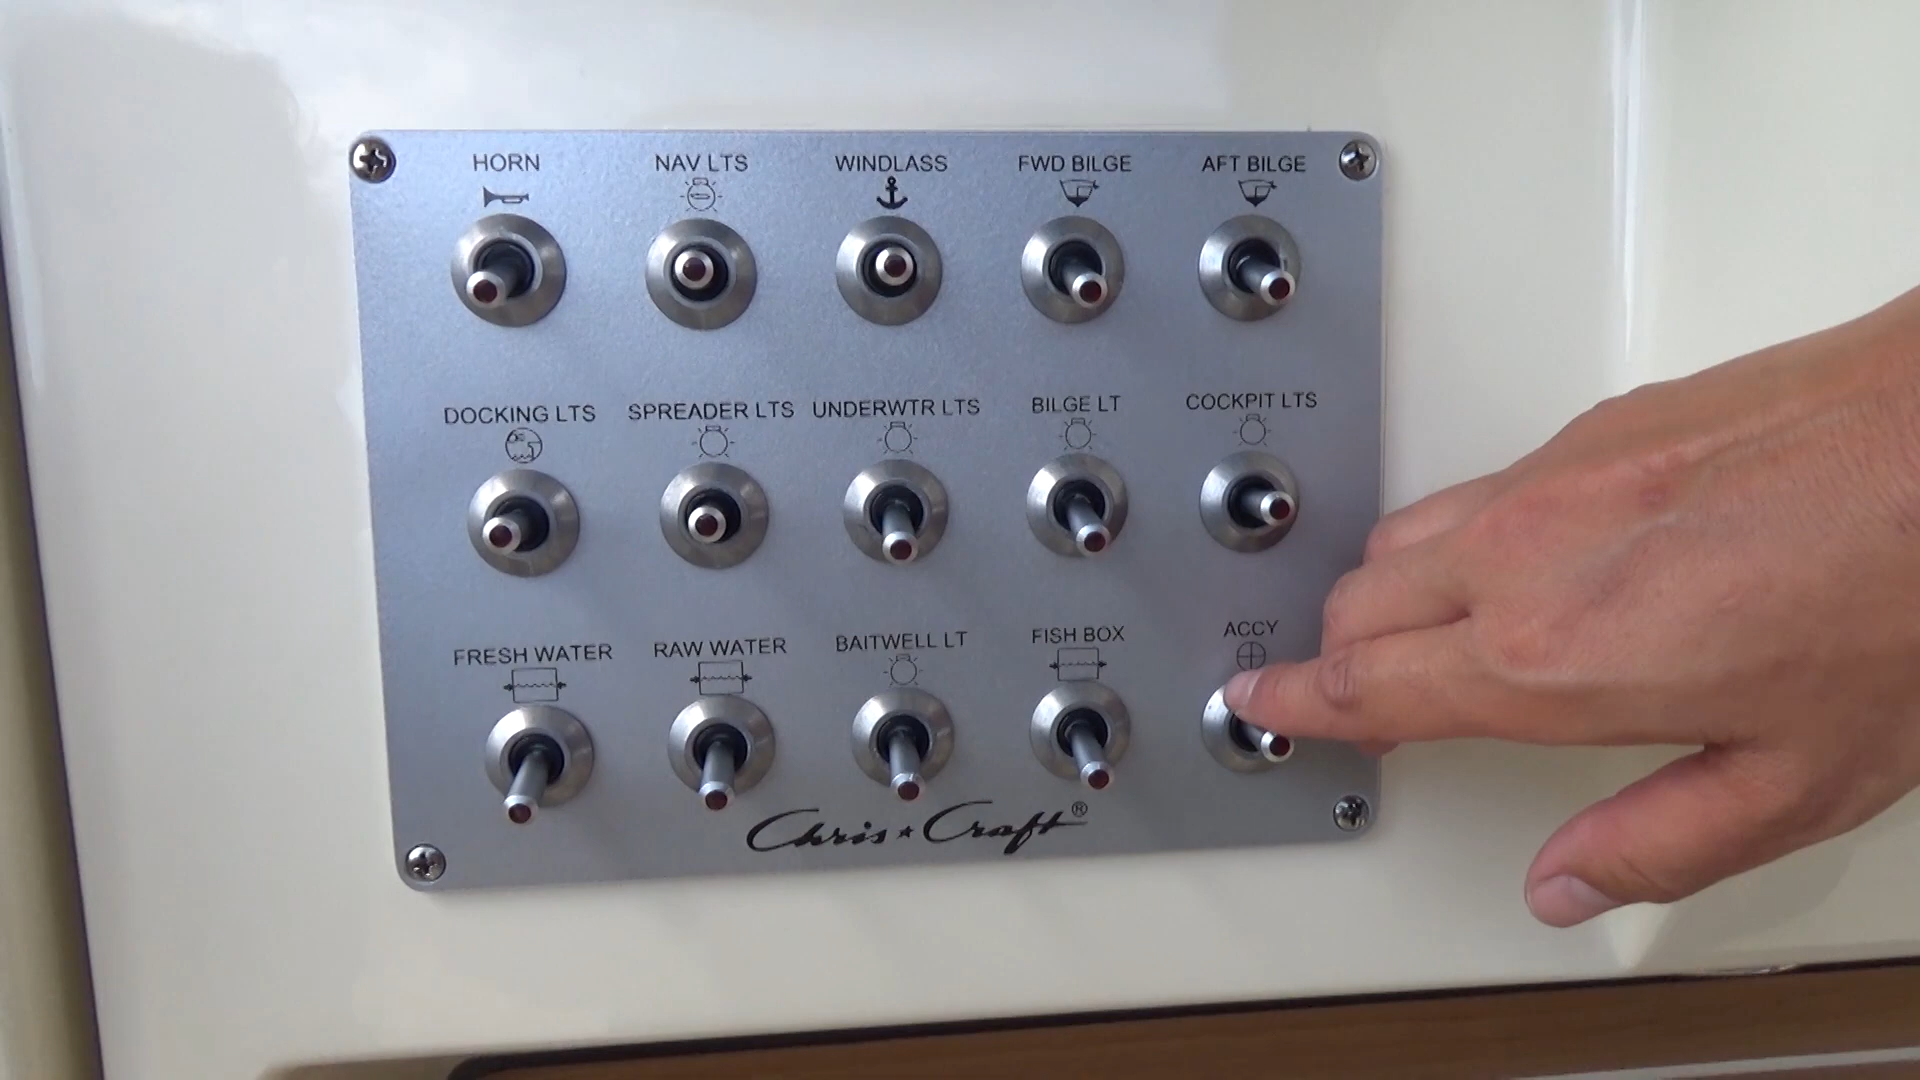 HORN NAV LTS WINDLASS FWD BILGE AFT BILGE
DOCKING LTS SPREADER LTS UNDERWTR LTS BILGE LT COCKPIT LTS
FRESH WATER RAW WATER BAITWELL LT FISH BOX ACCY
Chris★Craft®